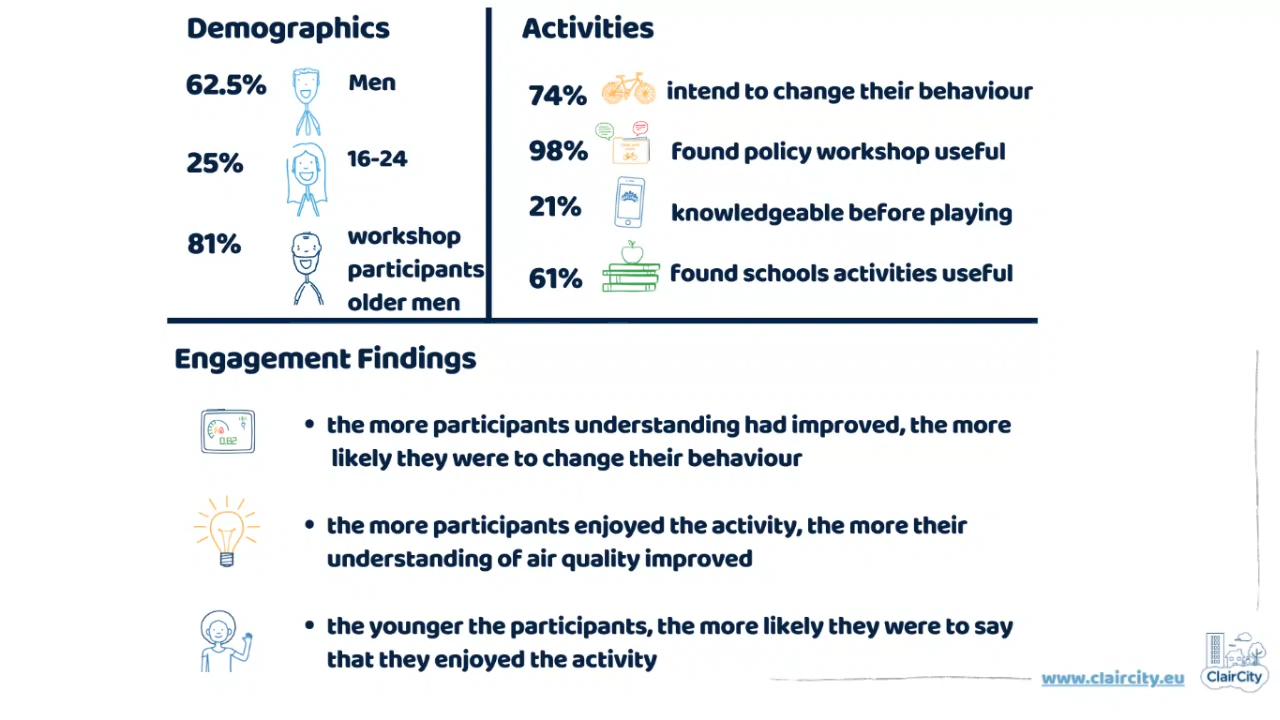 Demographics
62.5%
Men
25%
16-24
81%
workshop
participants
older men
Activities
74%
intend to change their behaviour
98%
found policy workshop useful
21%
knowledgeable before playing
61%
found schools activities useful
Engagement Findings
0.82
• the more participants understanding had improved, the more
likely they were to change their behaviour
• the more participants enjoyed the activity, the more their
understanding of air quality improved
• the younger the participants, the more likely they were to say
that they enjoyed the activity
www.claircity.eu
ClairCity